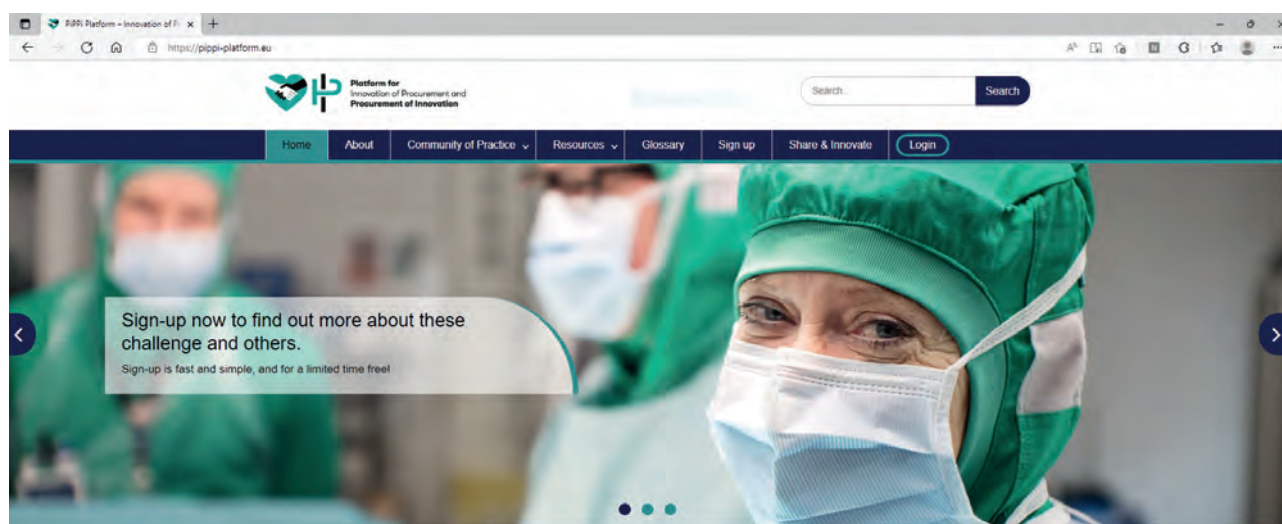 PiPPi Platform – Innovation of P
https://pippi-platform.eu
Platform for
Innovation of Procurement and
Procurement of Innovation
Search
Search
Home About Community of Practice Resources Glossary Sign up Share & Innovate Login
Sign-up now to find out more about these
challenge and others.
Sign-up is fast and simple, and for a limited time free!